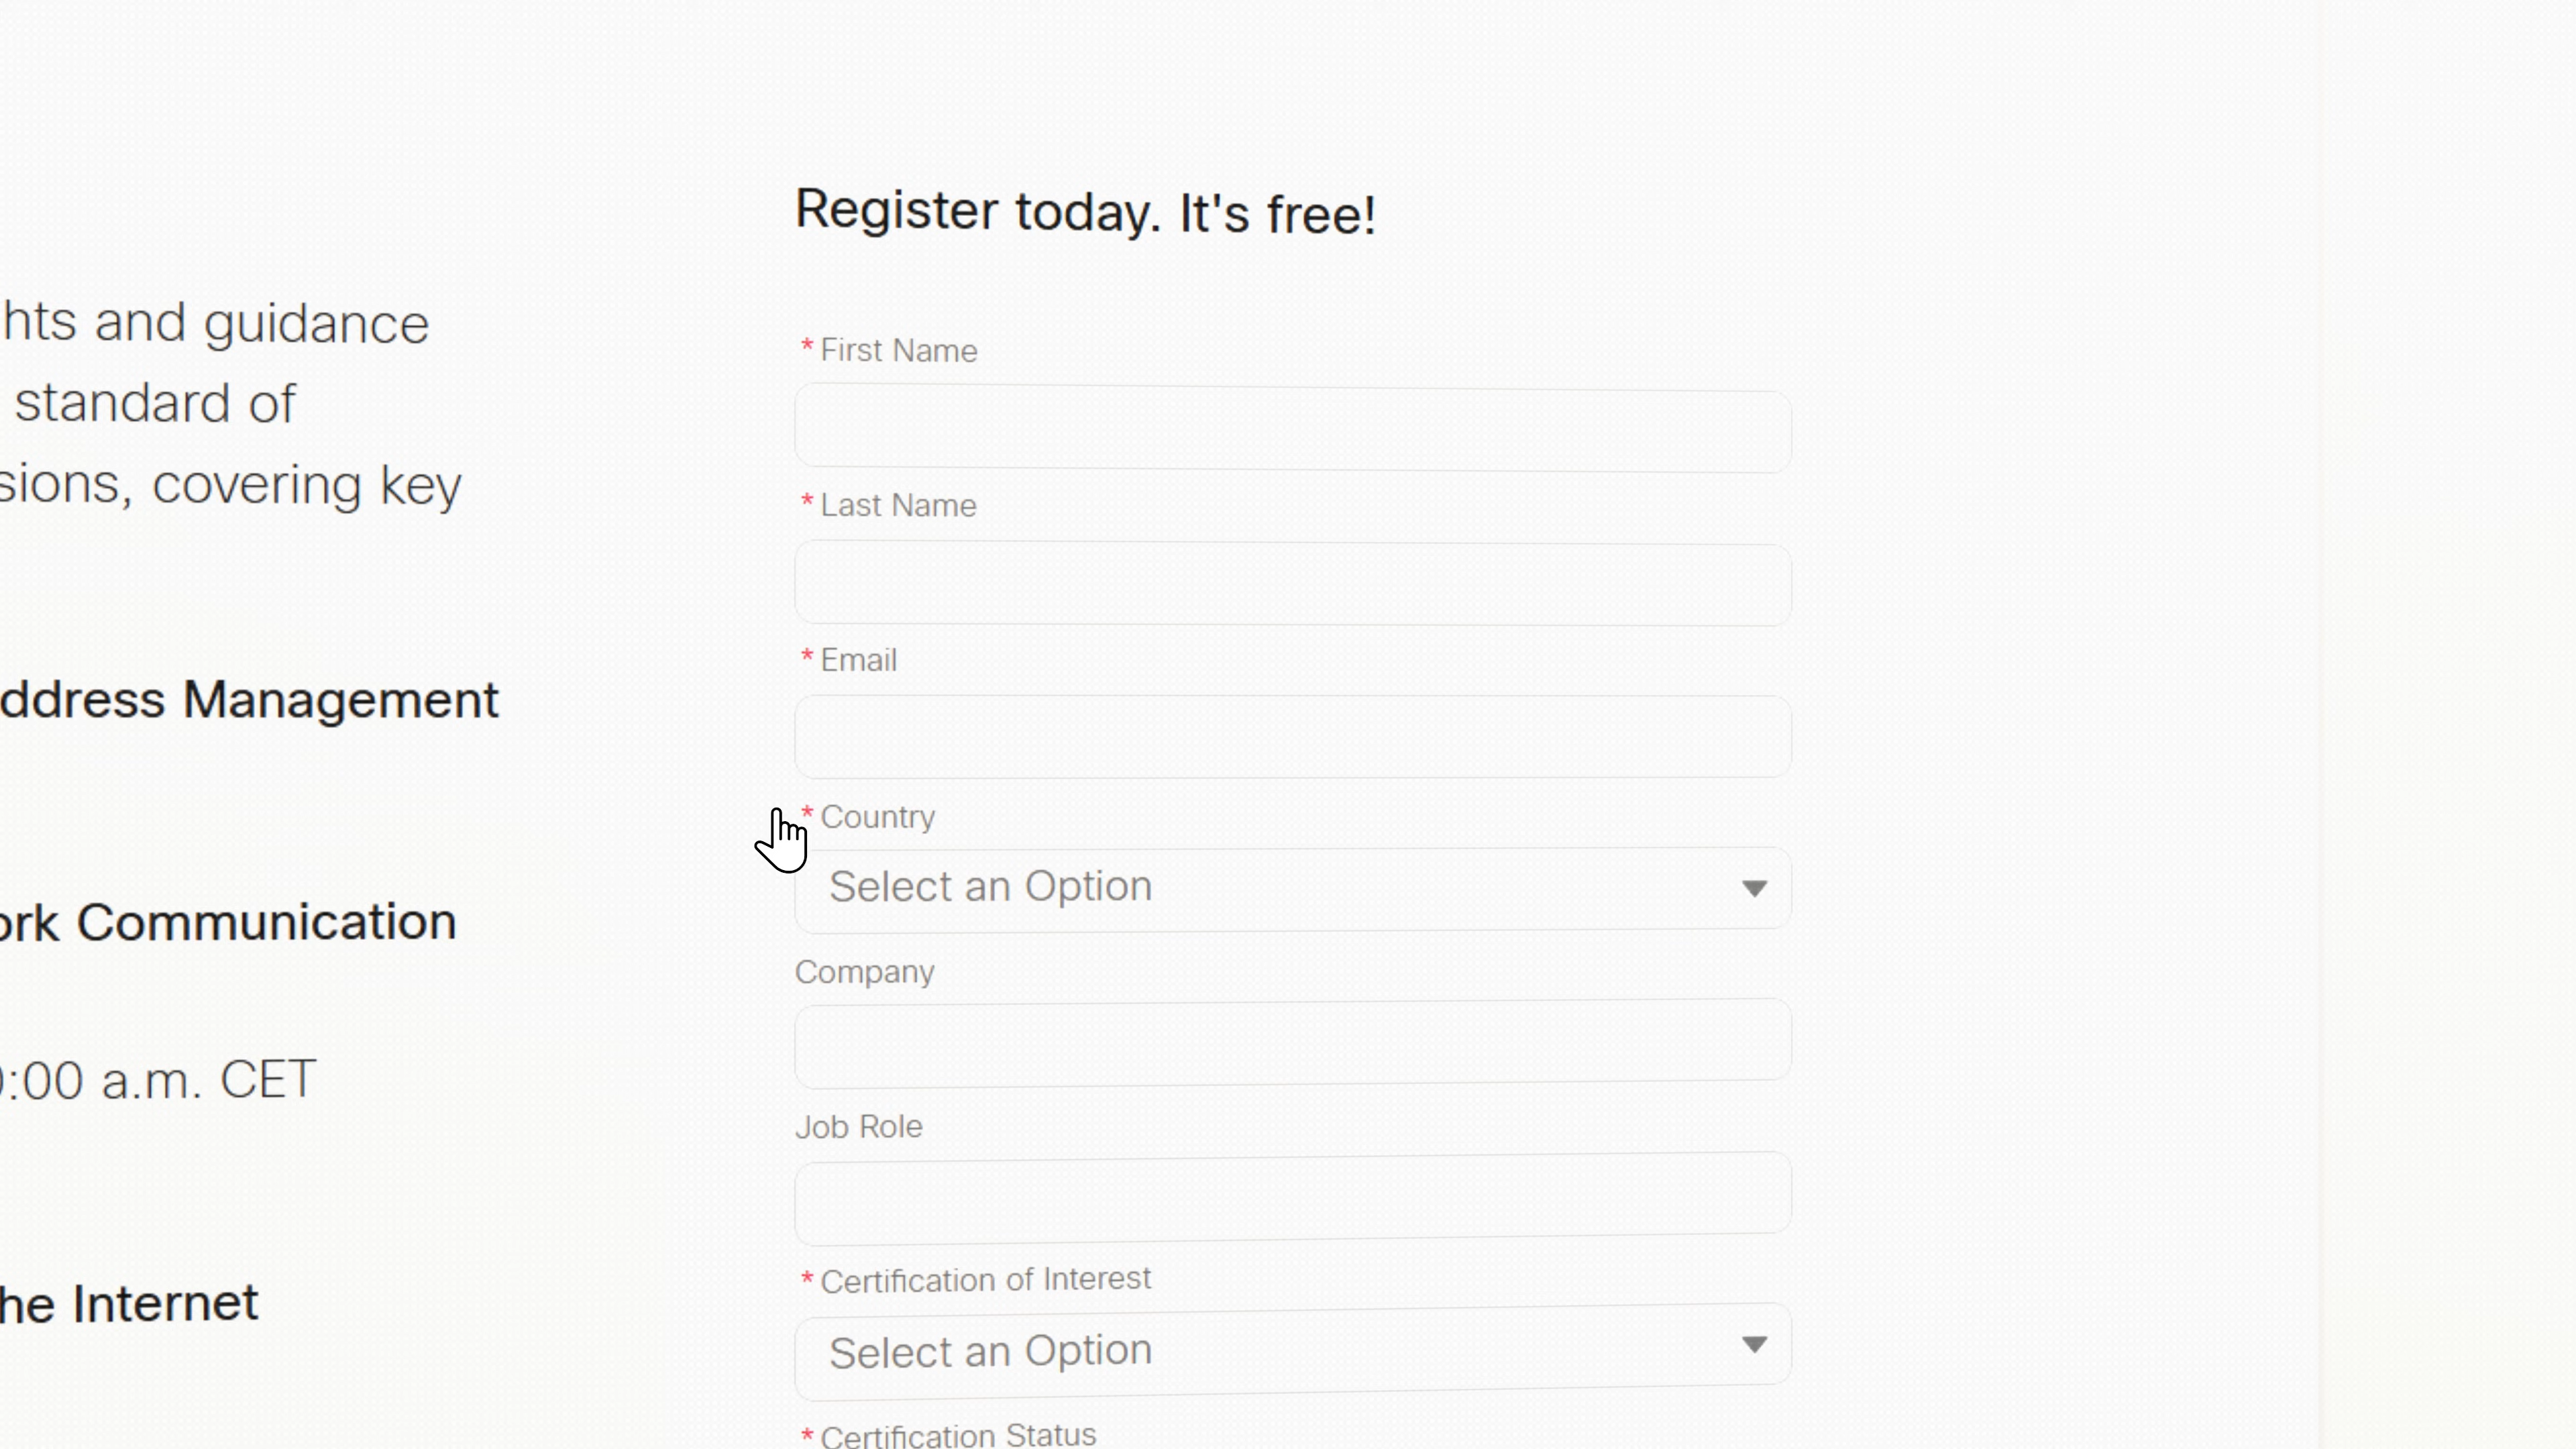 hts and guidance
standard of
sions, covering key
ddress Management
ork Communication
0:00 a.m. CET
he Internet
Register today. It's free!
* First Name
* Last Name
* Email
* Country
Select an Option
Company
Job Role
* Certification of Interest
Select an Option
* Certification Status